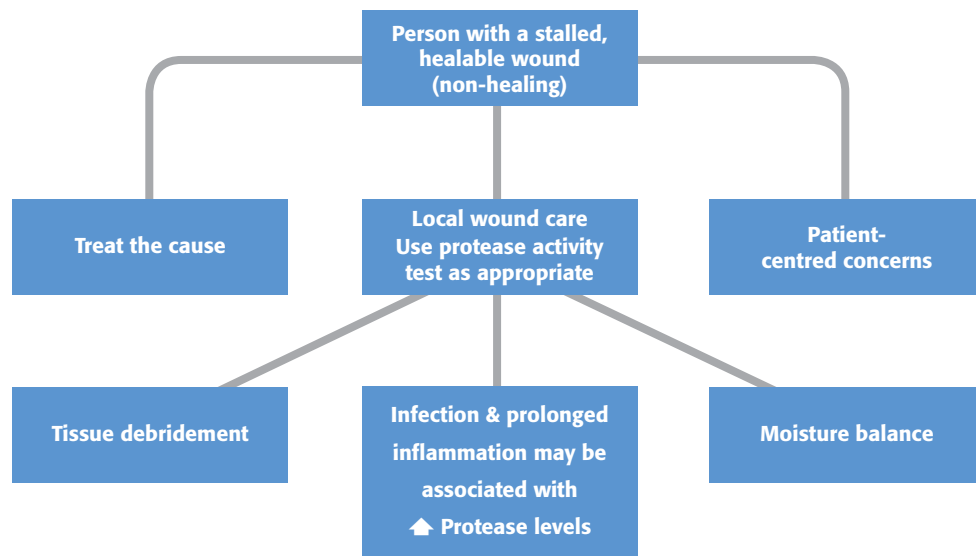 Person with a stalled,
healable wound
(non-healing)
Treat the cause
Local wound care
Use protease activity
test as appropriate
Patient-
centred concerns
Tissue debridement
Infection & prolonged
inflammation may be
associated with
⬆ Protease levels
Moisture balance